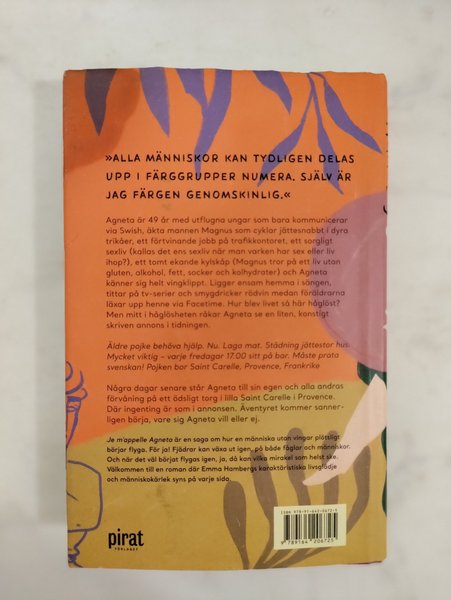 »ALLA MÄNNISKOR KAN TYDLIGEN DELAS
UPP I FÄRGGRUPPER NUMERA. SJÄLV ÄR
JAG FÄRGEN GENOMSKINLIG.«
Agneta är 49 år med utflugna ungar som bara kommunicerar
via Swish, äkta mannen Magnus som cyklar jättesnabbt i dyra
trikåer, ett förtvinande jobb på trafikkontoret, ett sorgligt
sexliv (kallas det ens sexliv när man varken har sex eller liv
ihop?), ett tomt ekande kylskåp (Magnus tror på ett liv utan
gluten, alkohol, fett, socker och kolhydrater) och Agneta
känner sig helt vingklippt. Ligger ensam hemma i sängen,
tittar på tv-serier och smygdricker rödvin medan föräldrarna
läxar upp henne via Facetime. Hur blev livet så här håglöst?
Men mitt i håglösheten råkar Agneta se en liten, konstigt
skriven annons i tidningen.
Äldre pojke behöva hjälp. Nu. Laga mat. Städning jättestor hus.
Mycket viktig – varje fredagar 17.00 sitt på bar. Måste prata
svenskan! Pojken bor Saint Carelle, Provence, Frankrike
Några dagar senare står Agneta till sin egen och alla andras
förvåning på ett ödsligt torg i lilla Saint Carelle i Provence.
Där ingenting är som i annonsen. Äventyret kommer sanner-
ligen börja, vare sig Agneta vill eller ej.
Je m'appelle Agneta är en saga om hur en människa utan vingar plötsligt
börjar flyga. För ja! Fjädrar kan växa ut igen, på både fåglar och människor.
Och när det väl börjat flygas igen, ja, då kan vilka mirakel som helst ske.
Välkommen till en roman där Emma Hambergs karaktäristiska livsglädje
och människokärlek syns på varje sida.
pirat
FÖRLAGET
ISBN 978-91-642-0672-5
9 789164 206725